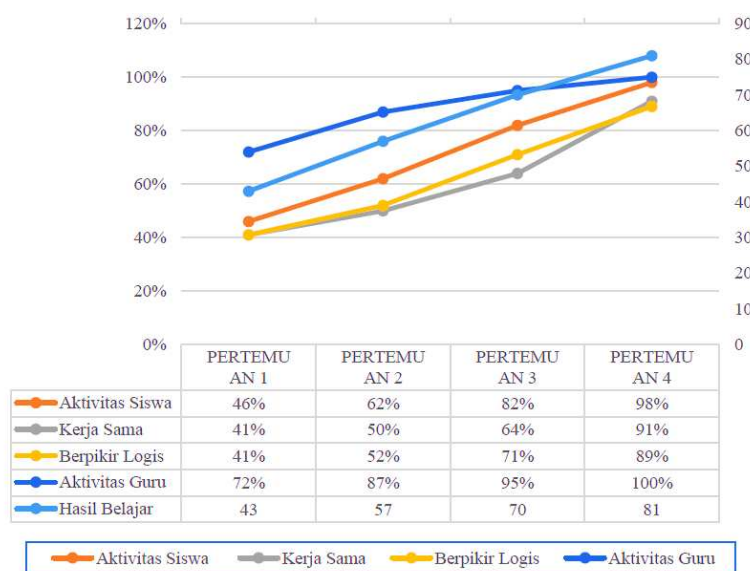 120%
100%
80%
60%
40%
20%
0%
90
80
70
60
50
40
30
20
10
0
PERTEMU
AN 1
PERTEMU
AN 2
PERTEMU
AN 3
PERTEMU
AN 4
Aktivitas Siswa 46% 62% 82% 98%
Kerja Sama 41% 50% 64% 91%
Berpikir Logis 41% 52% 71% 89%
Aktivitas Guru 72% 87% 95% 100%
Hasil Belajar 43 57 70 81
Aktivitas Siswa Kerja Sama Berpikir Logis Aktivitas Guru